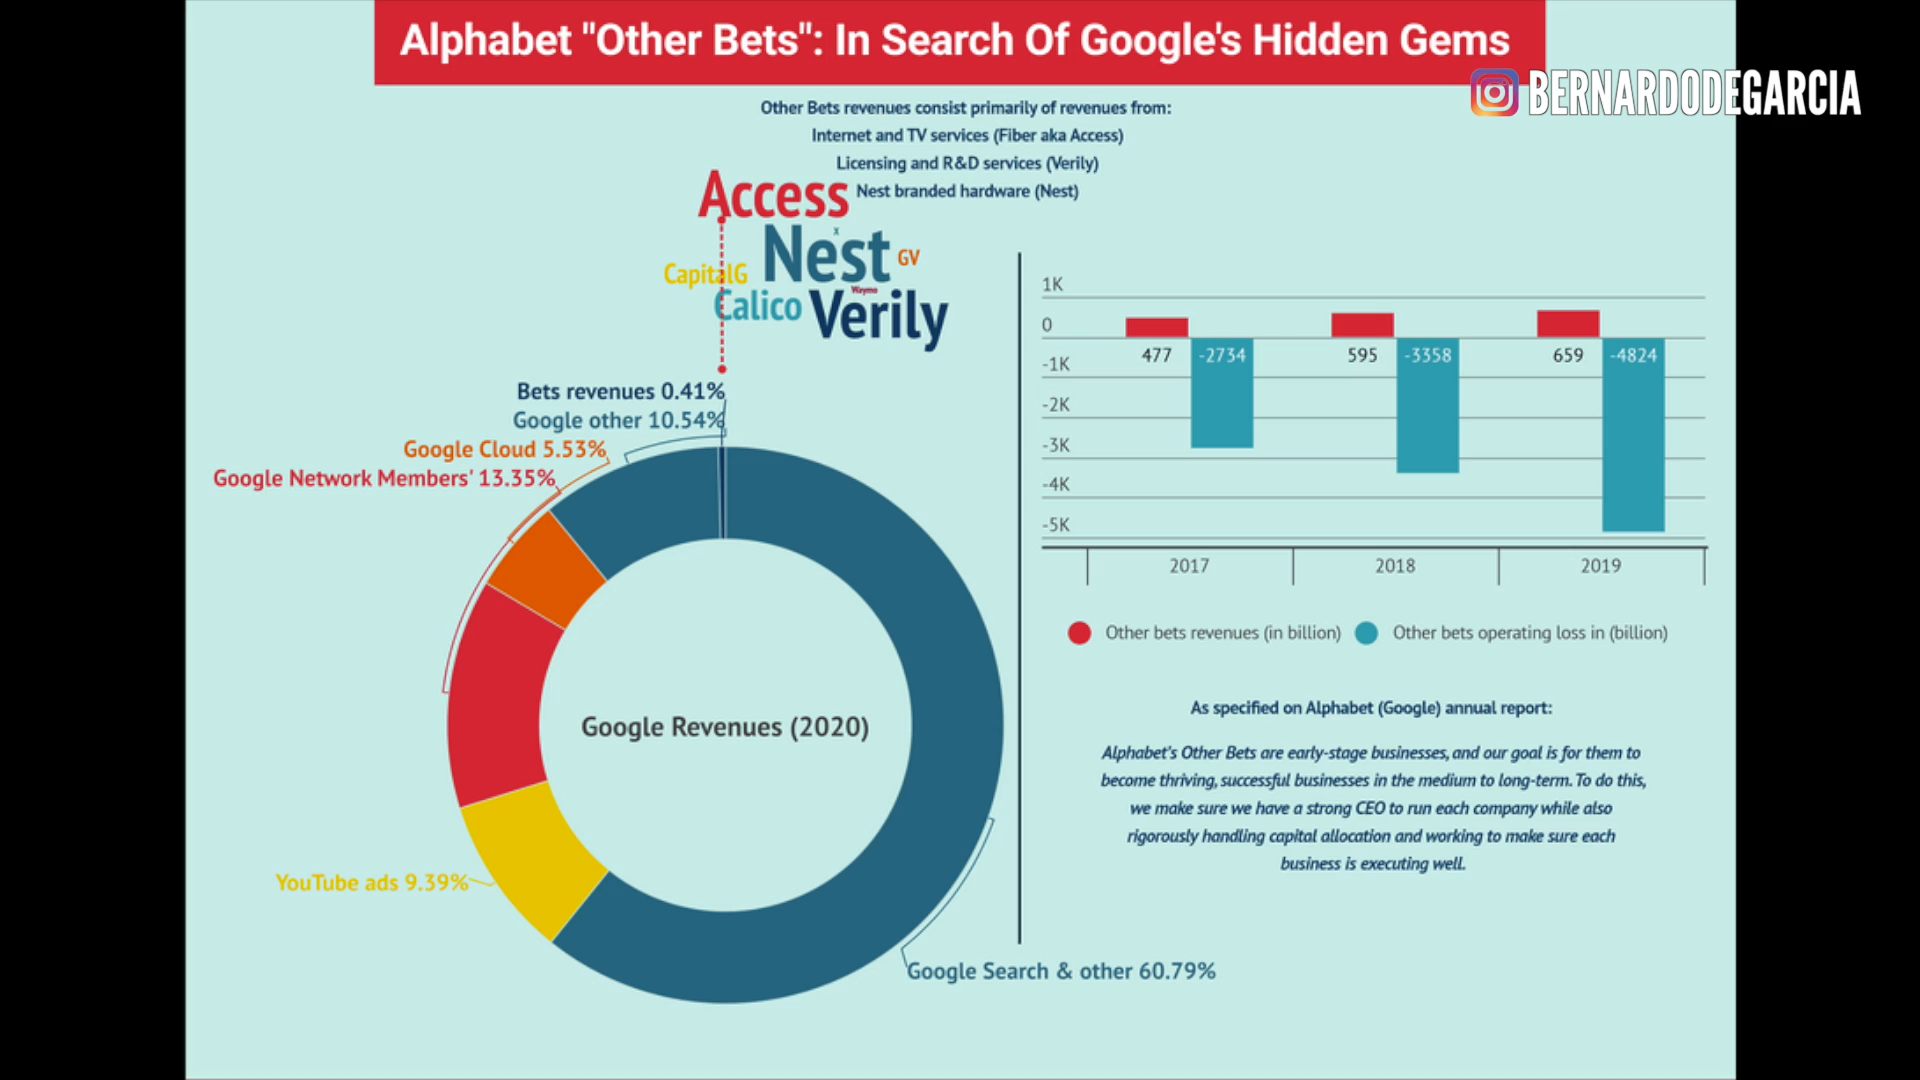 Alphabet "Other Bets": In Search Of Google's Hidden Gems
BERNARDODEGARCIA
Other Bets revenues consist primarily of revenues from:
Internet and TV services (Fiber aka Access)
Licensing and R&D services (Verily)
Nest branded hardware (Nest)
Access
X
Nest
GV
CapitalG
Waymo
Calico
Verily
Bets revenues 0.41%
Google other 10.54%
Google Cloud 5.53%
Google Network Members' 13.35%
YouTube ads 9.39%
Google Search & other 60.79%
Google Revenues (2020)
1K
0
-1K
-2K
-3K
-4K
-5K
477 -2734
595 -3358
659 -4824
2017 2018 2019
Other bets revenues (in billion) Other bets operating loss in (billion)
As specified on Alphabet (Google) annual report:
Alphabet's Other Bets are early-stage businesses, and our goal is for them to
become thriving, successful businesses in the medium to long-term. To do this,
we make sure we have a strong CEO to run each company while also
rigorously handling capital allocation and working to make sure each
business is executing well.